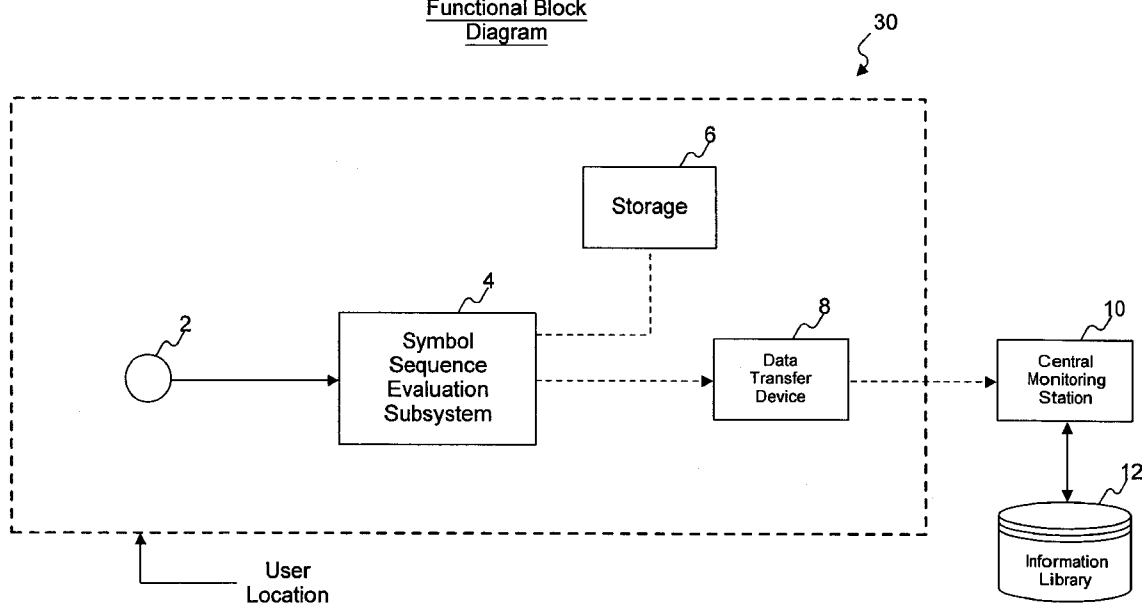 Functional Block
Diagram
30
6
Storage
4
Symbol
Sequence
Evaluation
Subsystem
2
8
Data
Transfer
Device
10
Central
Monitoring
Station
12
Information
Library
User
Location